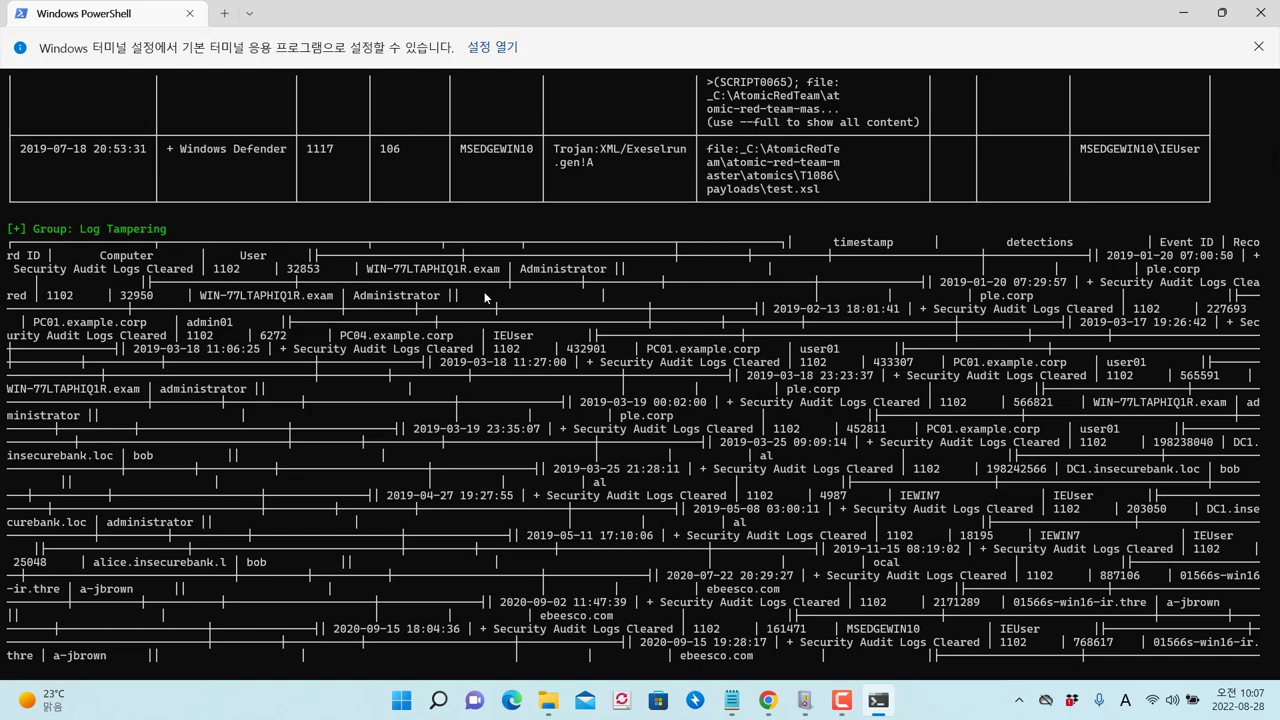 Windows PowerShell
Windows 터미널 설정에서 기본 터미널 응용 프로그램으로 설정할 수 있습니다. 설정 열기
>(SCRIPT0065); file:
_C:\AtomicRedTeam\at
omic-red-team-mas...
(use --full to show all content)
2019-07-18 20:53:31 │ + Windows Defender │ 1117 │ 106 │ MSEDGEWIN10 │ Trojan:XML/Exeselrun │ file:_C:\AtomicRedTe │ MSEDGEWIN10\IEUser
.gen!A │ am\atomic-red-team-m
aster\atomics\T1086\
payloads\test.xsl
[+] Group: Log Tampering
│ timestamp │ detections │ Event ID │ Reco
rd ID │ Computer │ User │ 2019-01-20 07:00:50 │ +
Security Audit Logs Cleared │ 1102 │ 32853 │ WIN-77LTAPHIQ1R.exam │ Administrator ││ │ ple.corp
│ 2019-01-20 07:29:57 │ + Security Audit Logs Clea
red │ 1102 │ 32950 │ WIN-77LTAPHIQ1R.exam │ Administrator ││ │ ple.corp
2019-02-13 18:01:41 │ + Security Audit Logs Cleared │ 1102 │ 227693
│ PC01.example.corp │ admin01 │ 2019-03-17 19:26:42 │ + Sec
urity Audit Logs Cleared │ 1102 │ 6272 │ PC04.example.corp │ IEUser
2019-03-18 11:06:25 │ + Security Audit Logs Cleared │ 1102 │ 432901 │ PC01.example.corp │ user01
2019-03-18 11:27:00 │ + Security Audit Logs Cleared │ 1102 │ 433307 │ PC01.example.corp │ user01
2019-03-18 23:23:37 │ + Security Audit Logs Cleared │ 1102 │ 565591
WIN-77LTAPHIQ1R.exam │ administrator ││ │ ple.corp
2019-03-19 00:02:00 │ + Security Audit Logs Cleared │ 1102 │ 566821 │ WIN-77LTAPHIQ1R.exam │ ad
ministrator ││ │ ple.corp
2019-03-19 23:35:07 │ + Security Audit Logs Cleared │ 1102 │ 452811 │ PC01.example.corp │ user01
2019-03-25 09:09:14 │ + Security Audit Logs Cleared │ 1102 │ 198238040 │ DC1.
insecurebank.loc │ bob ││ │ al
2019-03-25 21:28:11 │ + Security Audit Logs Cleared │ 1102 │ 198242566 │ DC1.insecurebank.loc │ bob
││ │ al
2019-04-27 19:27:55 │ + Security Audit Logs Cleared │ 1102 │ 4987 │ IEWIN7 │ IEUser
2019-05-08 03:00:11 │ + Security Audit Logs Cleared │ 1102 │ 203050 │ DC1.inse
curebank.loc │ administrator ││ │ al
2019-05-11 17:10:06 │ + Security Audit Logs Cleared │ 1102 │ 18195 │ IEWIN7 │ IEUser
2019-11-15 08:19:02 │ + Security Audit Logs Cleared │ 1102 │
25048 │ alice.insecurebank.l │ bob │ ocal
2020-07-22 20:29:27 │ + Security Audit Logs Cleared │ 1102 │ 887106 │ 01566s-win16
-ir.thre │ a-jbrown ││ │ ebeesco.com
2020-09-02 11:47:39 │ + Security Audit Logs Cleared │ 1102 │ 2171289 │ 01566s-win16-ir.thre │ a-jbrown
││ │ ebeesco.com
2020-09-15 18:04:36 │ + Security Audit Logs Cleared │ 1102 │ 161471 │ MSEDGEWIN10 │ IEUser
2020-09-15 19:28:17 │ + Security Audit Logs Cleared │ 1102 │ 768617 │ 01566s-win16-ir.
thre │ a-jbrown ││ │ ebeesco.com
23°C
맑음
A
오전 10:07
2022-08-28